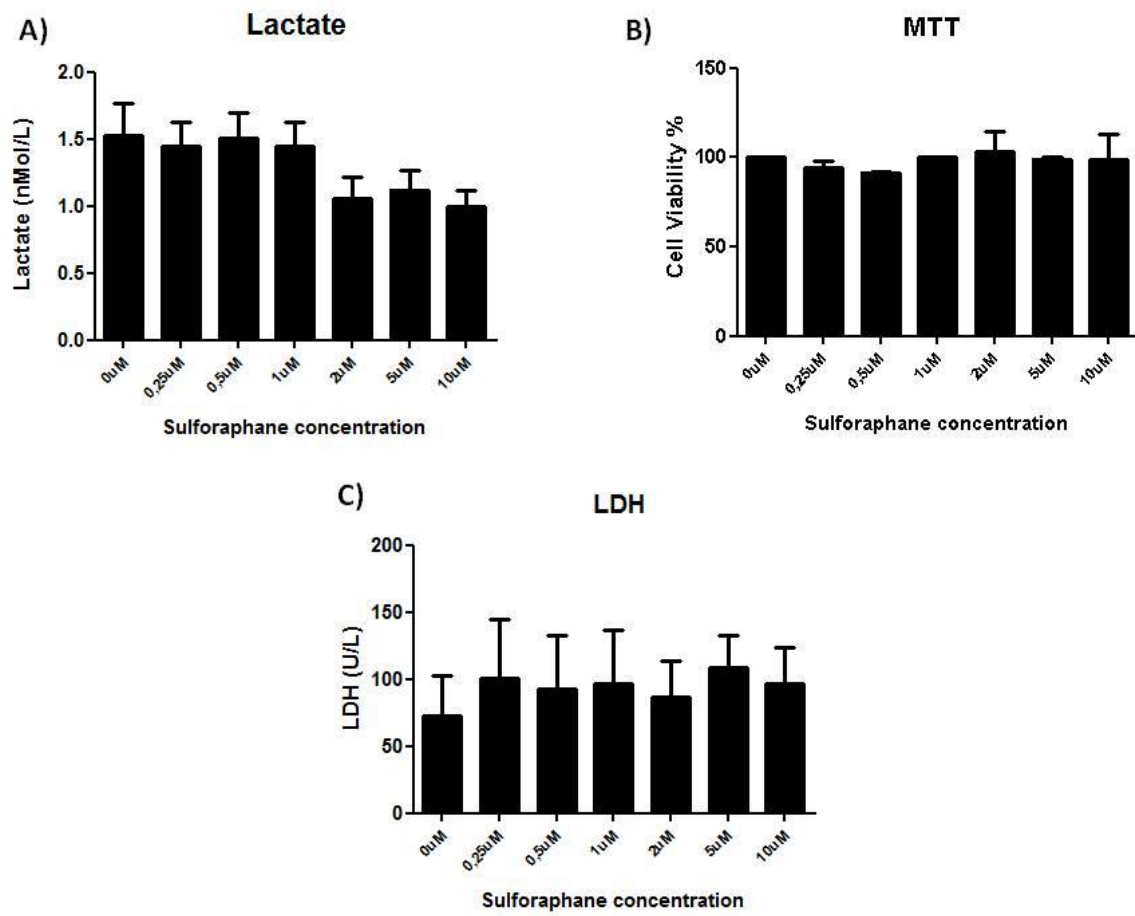 A)
Lactate
Lactate (nMol/L)
2.0
1.5
1.0
0.5
0.0
0uM
0,25uM
0,5uM
1uM
2uM
5uM
10uM
Sulforaphane concentration
B)
MTT
Cell Viability %
150
100
50
0
0uM
0,25uM
0,5uM
1uM
2uM
5uM
10uM
Sulforaphane concentration
C)
LDH
LDH (U/L)
200
150
100
50
0
0uM
0,25uM
0,5uM
1uM
2uM
5uM
10uM
Sulforaphane concentration